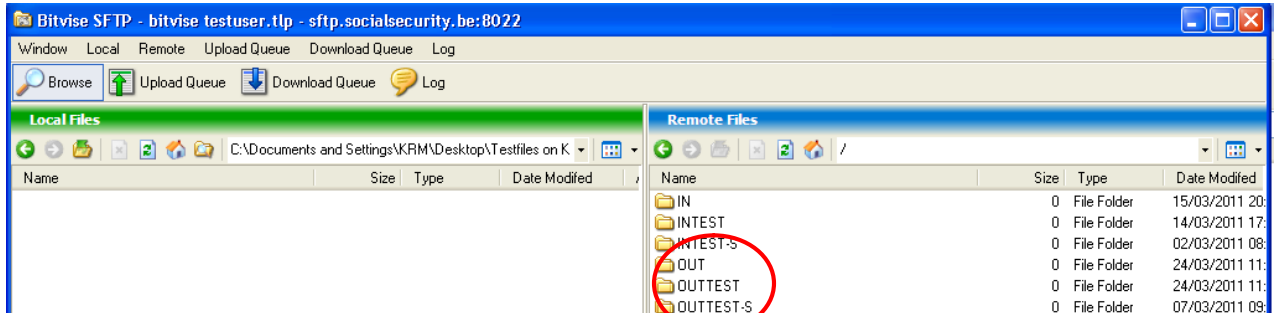 Bitvise SFTP - bitvise testuser.tlp - sftp.socialsecurity.be:8022
Window Local Remote Upload Queue Download Queue Log
Browse Upload Queue Download Queue Log
Local Files
C:\Documents and Settings\KRM\Desktop\Testfiles on K
Name Size Type Date Modifed
Remote Files
/
Name Size Type Date Modifed
IN 0 File Folder 15/03/2011 20:
INTEST 0 File Folder 14/03/2011 17:
INTEST-S 0 File Folder 02/03/2011 08:
OUT 0 File Folder 24/03/2011 11:
OUTTEST 0 File Folder 24/03/2011 11:
OUTTEST-S 0 File Folder 07/03/2011 09: